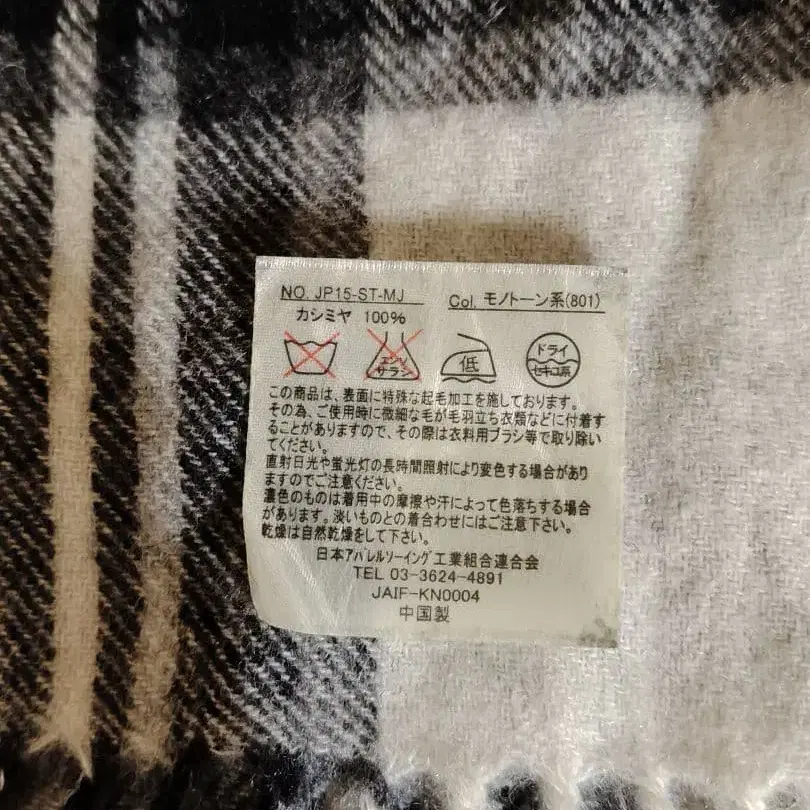 NO. JP15-ST-MJ Col. モノトーン系(801)
カシミヤ 100%
エンソ サラシ 低 ドライ セキユ系
この商品は、表面に特殊な起毛加工を施しております。
その為、ご使用時に微細な毛が毛羽立ち衣類などに付着す
ることがありますので、その際は衣料用ブラシ等で取り除い
てください。
直射日光や蛍光灯の長時間照射により変色する場合があり
ますのでご注意ください。
濃色のものは着用中の摩擦や汗によって色落ちする場合
があります。淡いものとの着合わせにはご注意下さい。
乾燥は自然乾燥をして下さい。
日本アパレルソーイング工業組合連合会
TEL 03-3624-4891
JAIF-KN0004
中国製